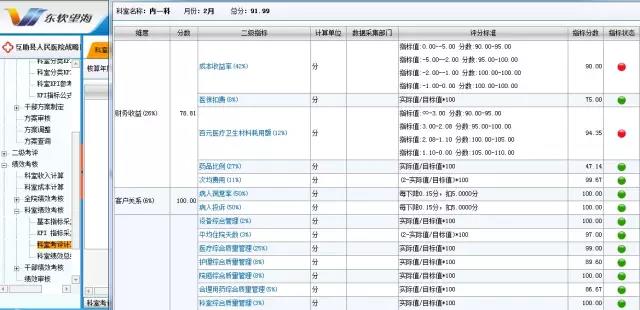 东软望海
科室名称：内一科 月份：2月 总分：91.99
维度 分数 二级指标 计算单位 数据采集部门 评分标准 指标分数 指标状态
互助县人民医院战略
科室分类KF
科室KPI参考
KPI指标公式
干部方案制定
方案审核
方案调整
方案查询
二级考评
绩效考核
科室收入计算
科室成本计算
全院绩效考核
科室绩效考核
基本指标采
KPI 指标采
科室考评计
科室绩效总
干部绩效考核
绩效审核
核算年
科室考
财务收益(26%) 78.81
成本收益率(42%) 分
指标值:0.00--5.00 分数:90.00-95.00
指标值:-5.00--2.00 分数:95.00-100.00
指标值:-2.00--1.00 分数:100.00-100.00
指标值:-1.00-0.00 分数:100.00-100.00
90.00
医保扣费(8%) 分 实际值/目标值*100 75.00
百元医疗卫生材料耗用额(12%) 分
指标值:∞-3.00 分数:90.00-95.00
指标值:3.00-2.08 分数:95.00-100.00
指标值:2.08-1.10 分数:100.00-105.00
指标值:1.10-0.00 分数:105.00-110.00
94.35
药品比例(27%) 分 实际值/目标值*100 47.14
次均费用(11%) 分 (2-实际值/目标值)*100 99.67
客户关系(6%) 100.00
病人满意率(50%) 分 每下降0.15分，扣5.0000分 100.00
病人投诉(50%) 分 每下降0.15分，扣5.0000分 100.00
设备综合管理(2%) 分 实际值/目标值*100 100.00
平均住院天数(3%) 分 (2-实际值/目标值)*100 97.00
医疗综合质量管理(25%) 分 实际值/目标值*100 99.00
护理综合质量管理(8%) 分 实际值/目标值*100 89.60
院感综合质量管理(8%) 分 实际值/目标值*100 100.00
合理用药综合质量管理(5%) 分 实际值/目标值*100 86.67
科室综合质量管理(3%) 分 实际值/目标值*100 100.00